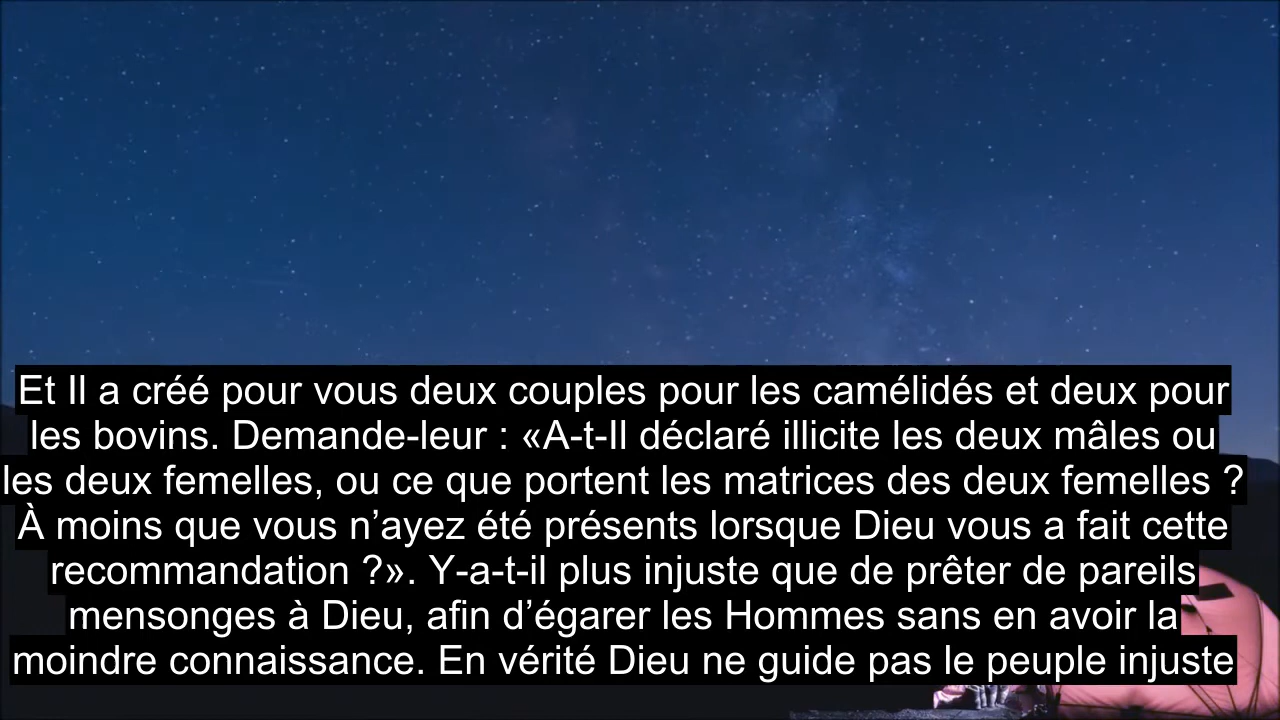 Et Il a créé pour vous deux couples pour les camélidés et deux pour
les bovins. Demande-leur : «A-t-Il déclaré illicite les deux mâles ou
les deux femelles, ou ce que portent les matrices des deux femelles ?
À moins que vous n’ayez été présents lorsque Dieu vous a fait cette
recommandation ?». Y-a-t-il plus injuste que de prêter de pareils
mensonges à Dieu, afin d’égarer les Hommes sans en avoir la
moindre connaissance. En vérité Dieu ne guide pas le peuple injuste